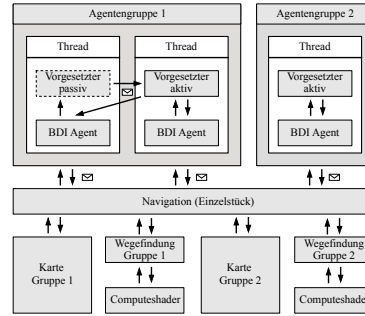 Agentengruppe 1
Agentengruppe 2
Thread
Thread
Thread
Vorgesetzter
passiv
Vorgesetzter
aktiv
Vorgesetzter
aktiv
BDI Agent
BDI Agent
BDI Agent
Navigation (Einzelstück)
Karte
Gruppe 1
Wegefindung
Gruppe 1
Computeshader
Karte
Gruppe 2
Wegefindung
Gruppe 2
Computeshader